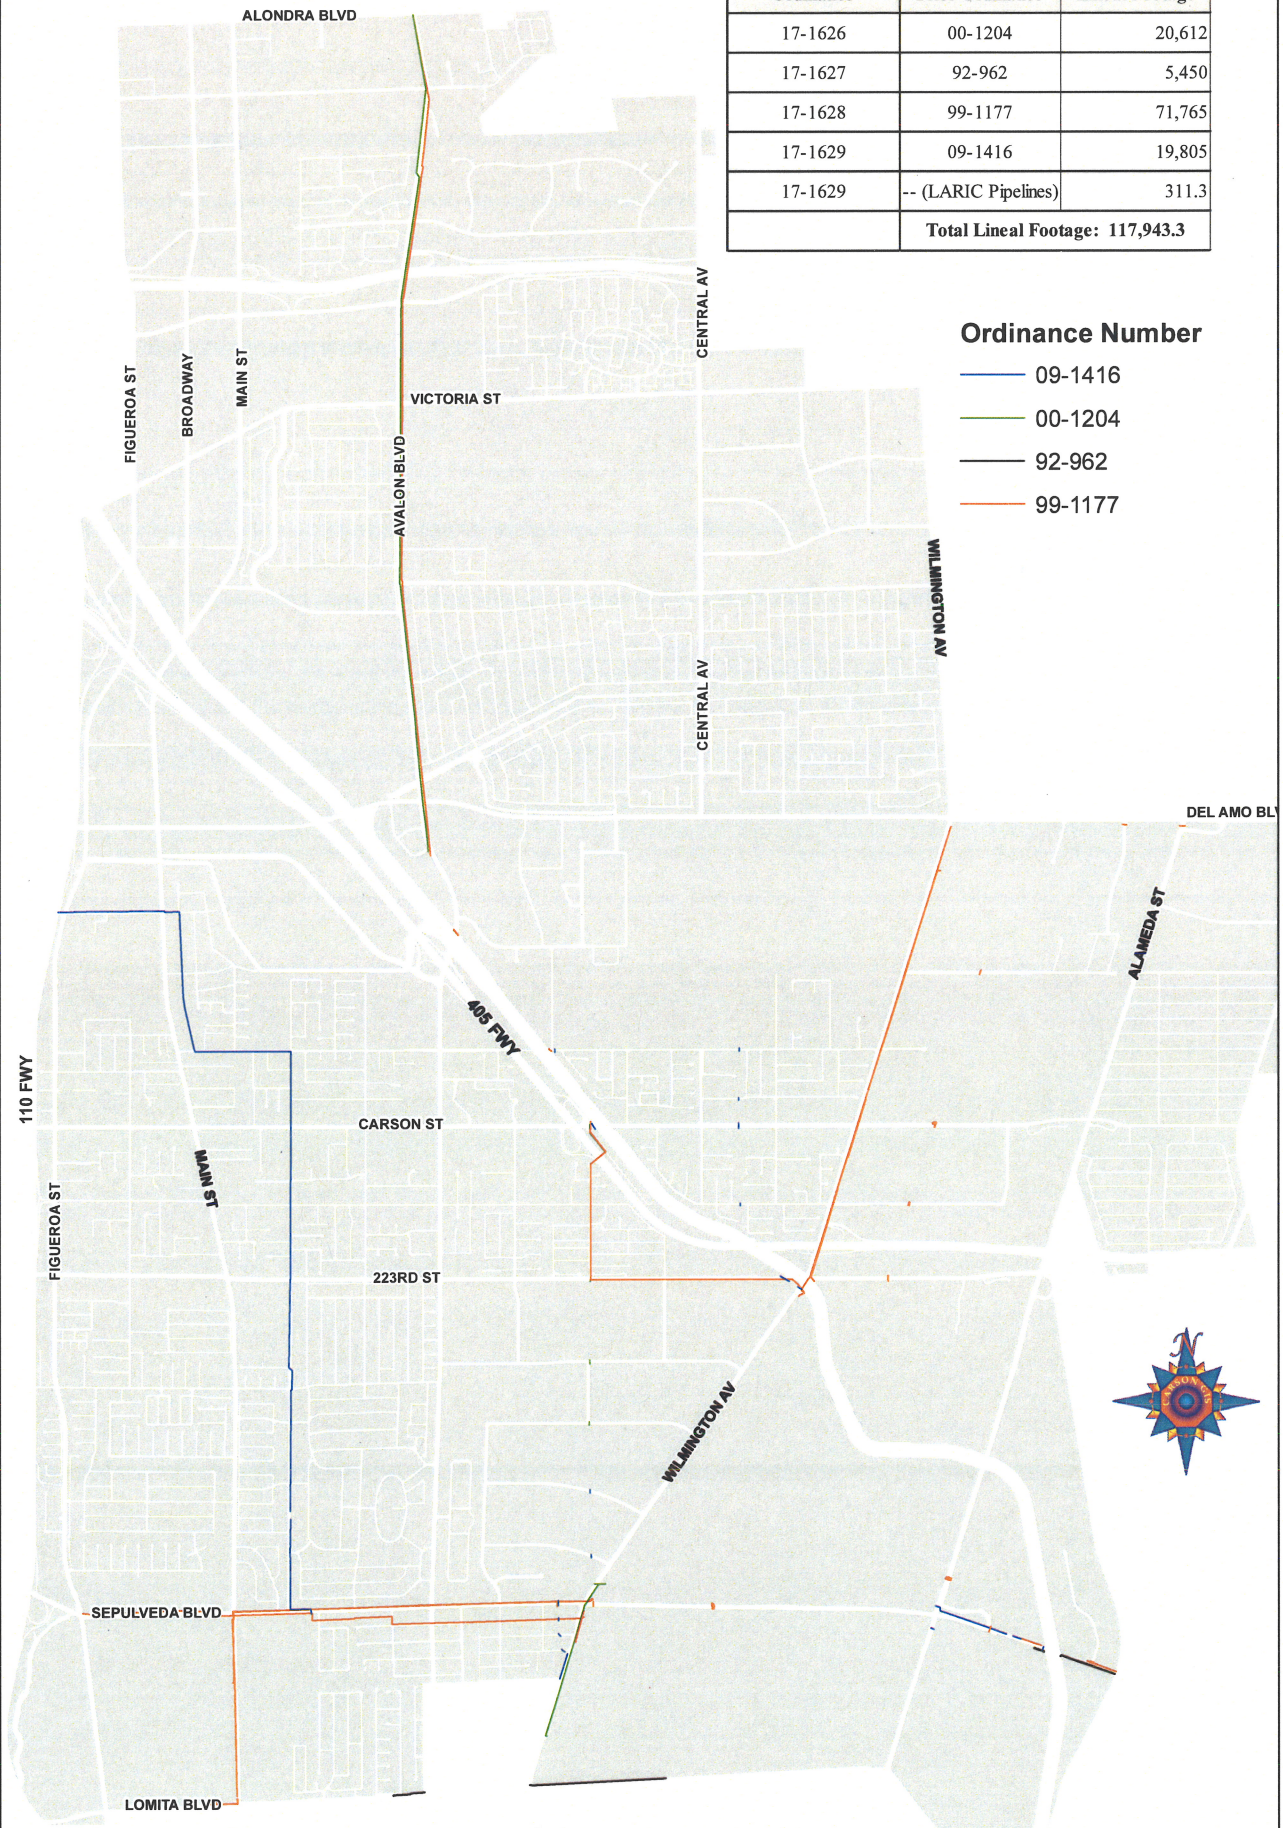 17-1626 00-1204 20,612
17-1627 92-962 5,450
17-1628 99-1177 71,765
17-1629 09-1416 19,805
17-1629 -- (LARIC Pipelines) 311.3
Total Lineal Footage: 117,943.3
Ordinance Number
09-1416
00-1204
92-962
99-1177
ALONDRA BLVD
CENTRAL AV
FIGUEROA ST
BROADWAY
MAIN ST
VICTORIA ST
AVALON BLVD
WILMINGTON AV
CENTRAL AV
DEL AMO BLV
ALAMEDA ST
405 FWY
110 FWY
CARSON ST
MAIN ST
FIGUEROA ST
223RD ST
N
CARSON GIS
WILMINGTON AV
SEPULVEDA BLVD
LOMITA BLVD